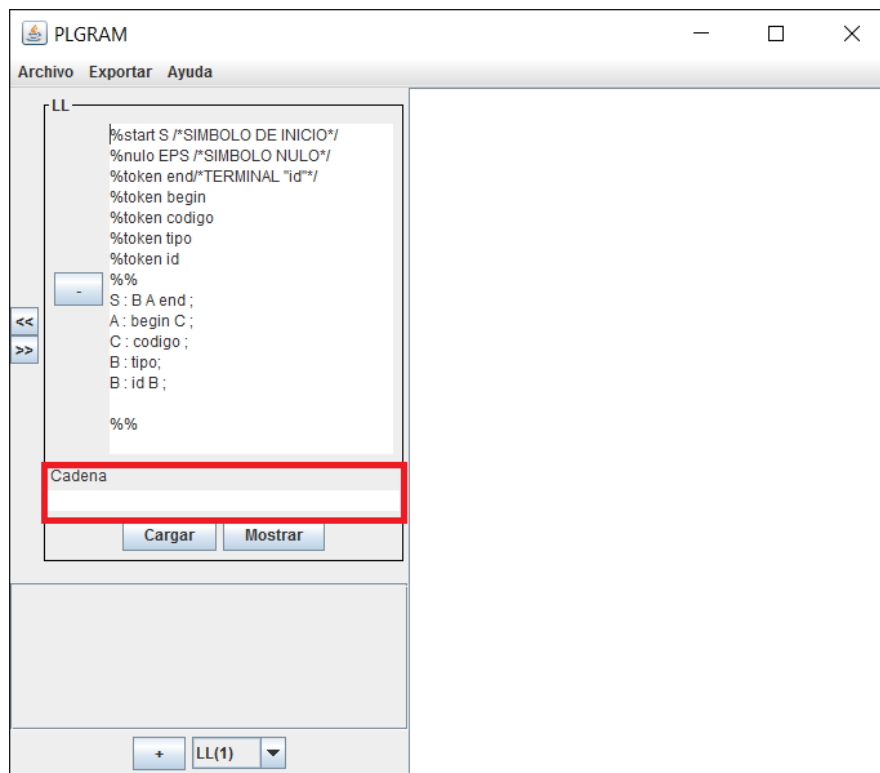 PLGRAM
Archivo Exportar Ayuda
LL
%start S /*SIMBOLO DE INICIO*/
%nulo EPS /*SIMBOLO NULO*/
%token end/*TERMINAL "id"*/
%token begin
%token codigo
%token tipo
%token id
%%
-
S : B A end ;
<<
A : begin C ;
C : codigo ;
>>
B : tipo;
B : id B ;
%%
Cadena
Cargar Mostrar
+ LL(1)